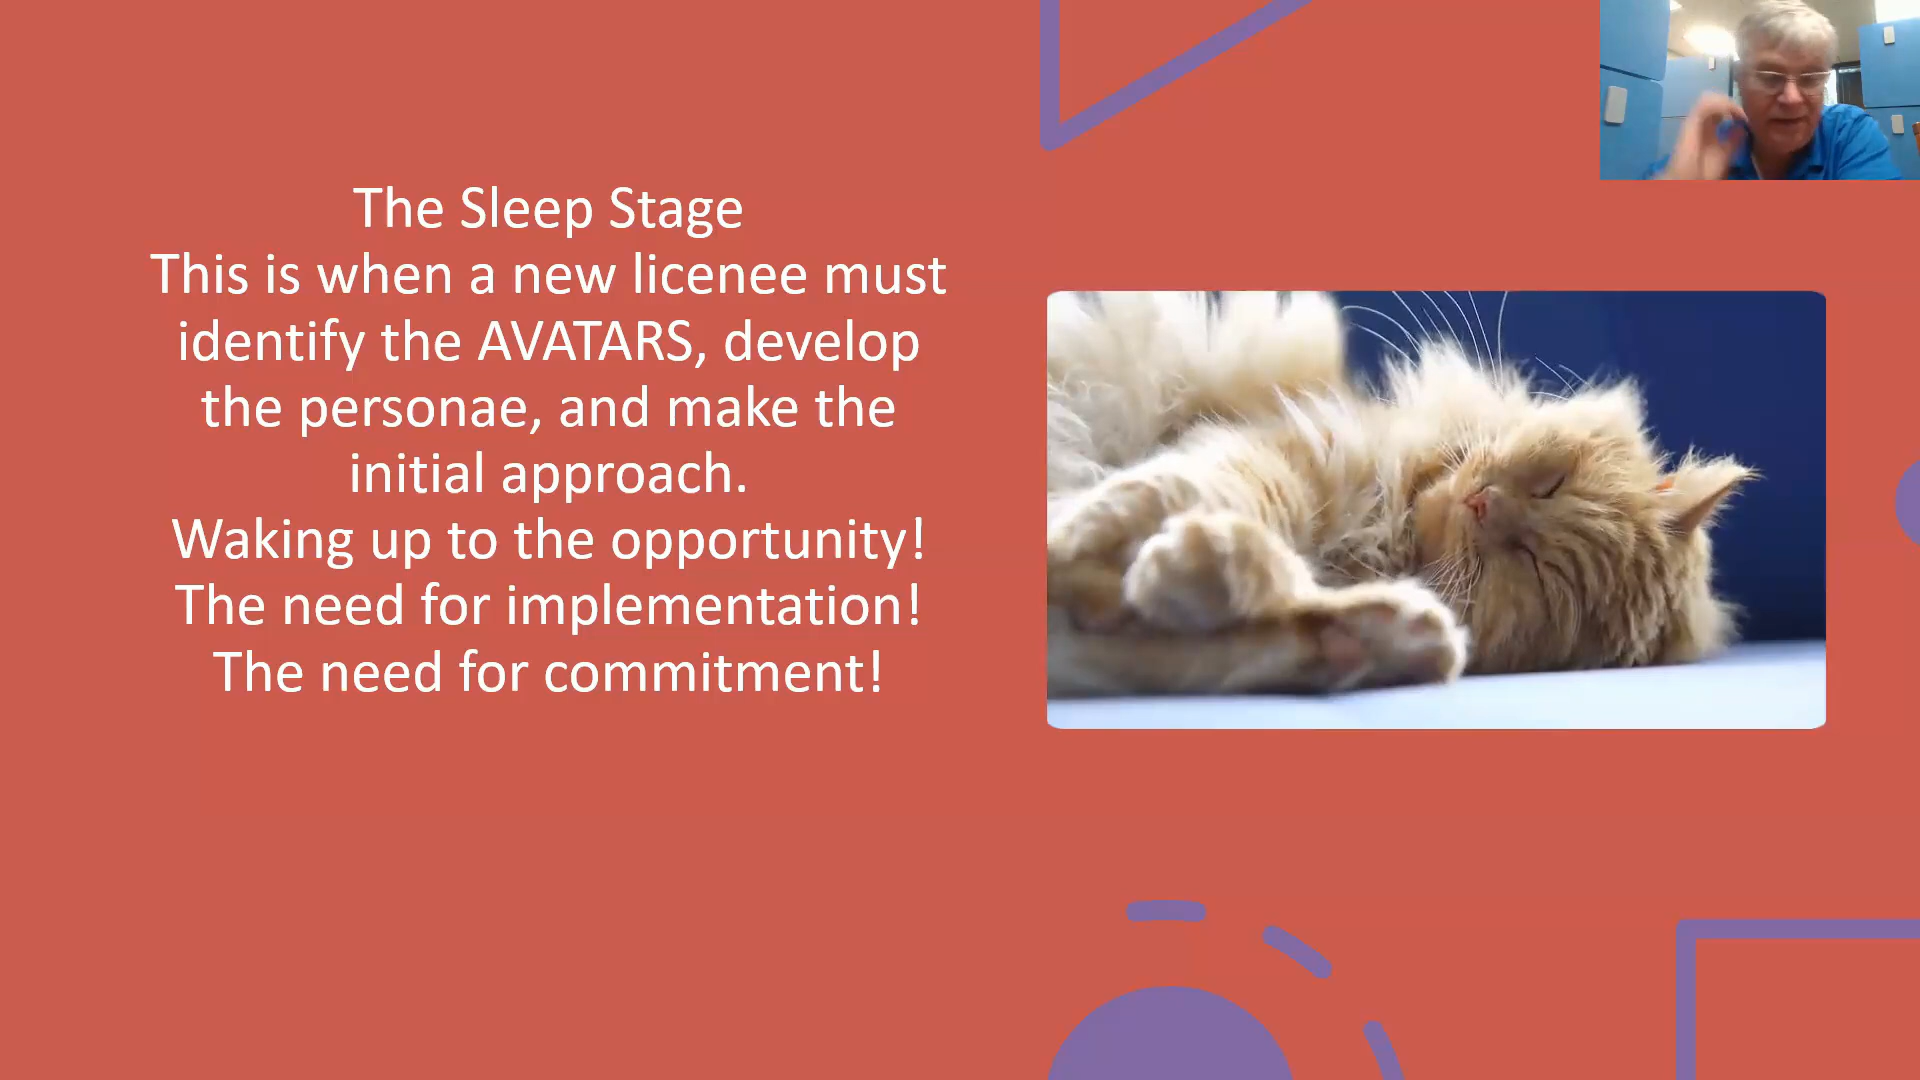 The Sleep Stage
This is when a new licenee must
identify the AVATARS, develop
the personae, and make the
initial approach.
Waking up to the opportunity!
The need for implementation!
The need for commitment!